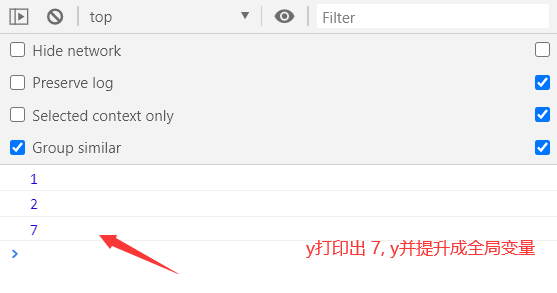 top
Filter
Hide network
Preserve log
Selected context only
Group similar
1
2
7
y打印出 7, y并提升成全局变量